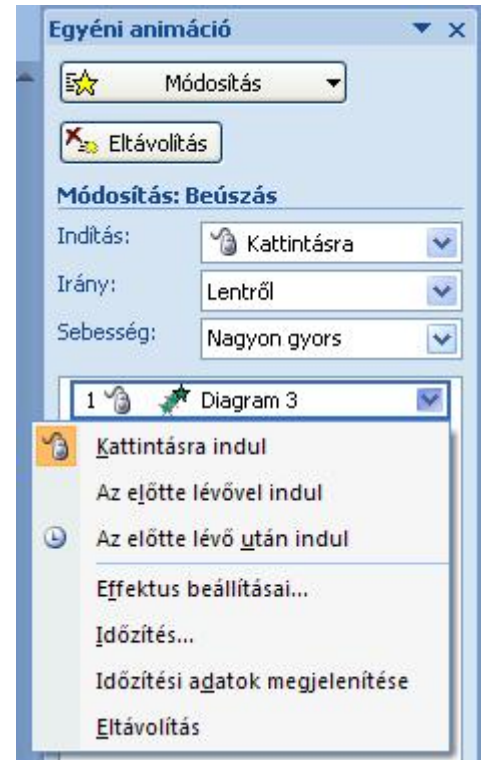 Egyéni animáció
Módosítás
Eltávolítás
Módosítás: Beúszás
Indítás: Kattintásra
Irány: Lentről
Sebesség: Nagyon gyors
1 Diagram 3
Kattintásra indul
Az előtte lévővel indul
Az előtte lévő után indul
Effektus beállításai...
Időzítés...
Időzítési adatok megjelenítése
Eltávolítás